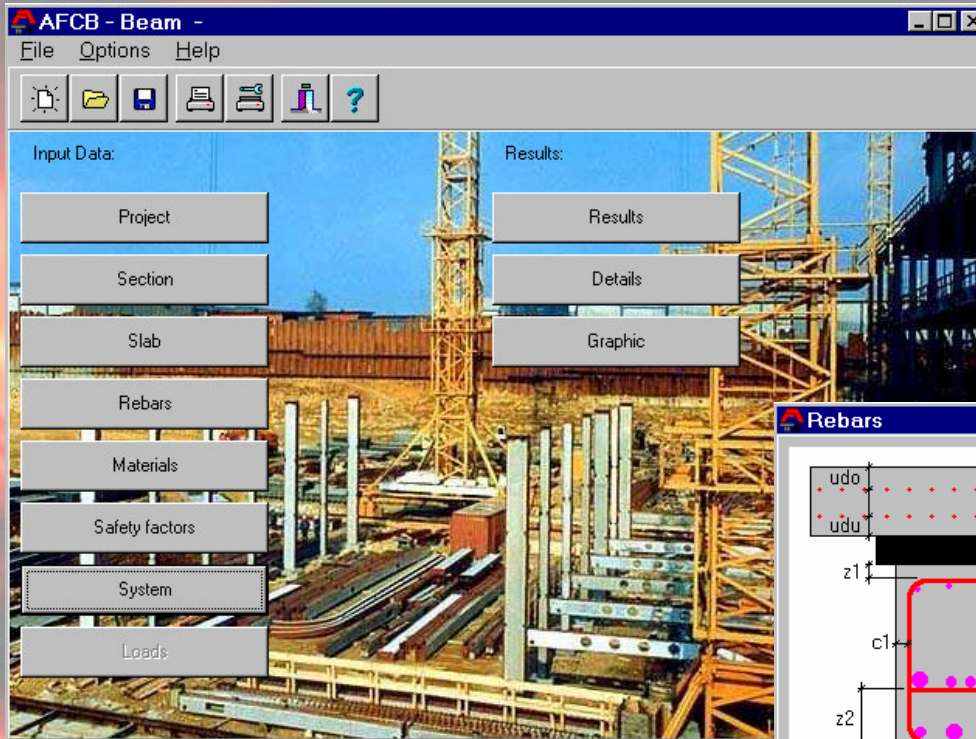 AFCB - Beam -
File Options Help
Input Data:
Results:
Project
Results
Section
Details
Slab
Graphic
Rebars
Materials
Safety factors
System
Loads
Rebars
udo
udu
z1
c1
z2